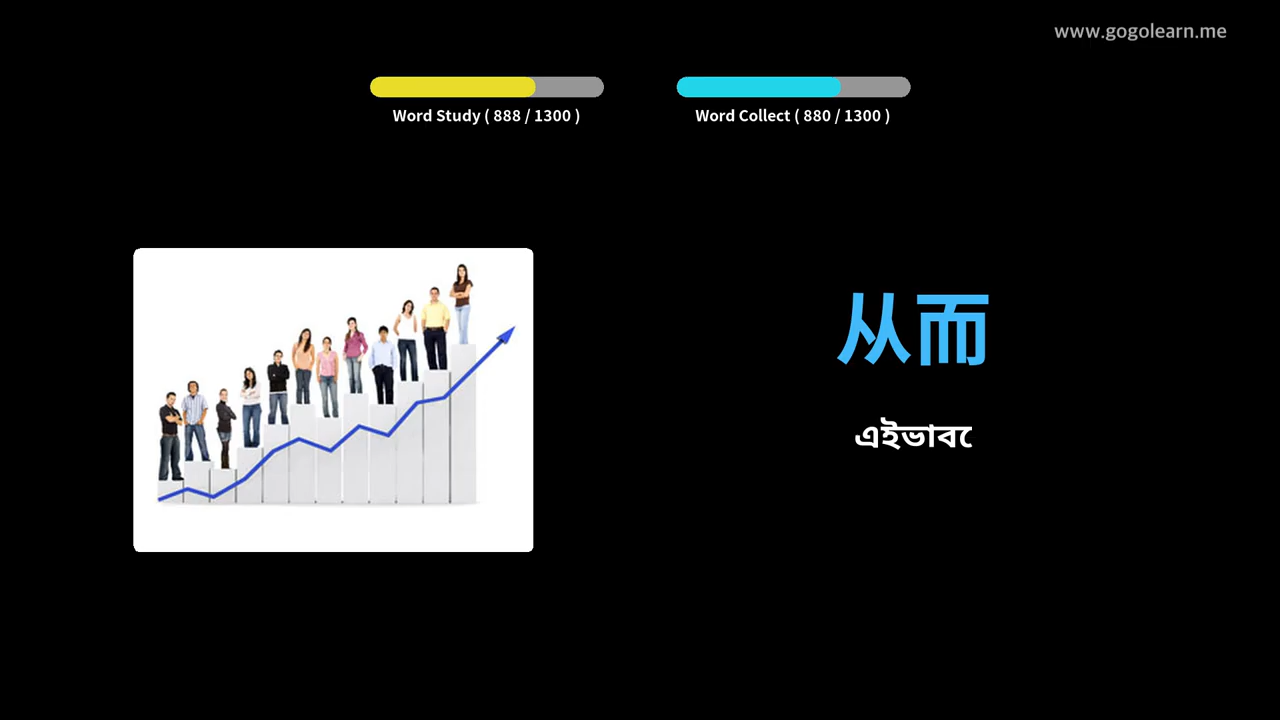 www.gogolearn.me
Word Study ( 888 / 1300 )
Word Collect ( 880 / 1300 )
从而
এইভাবে